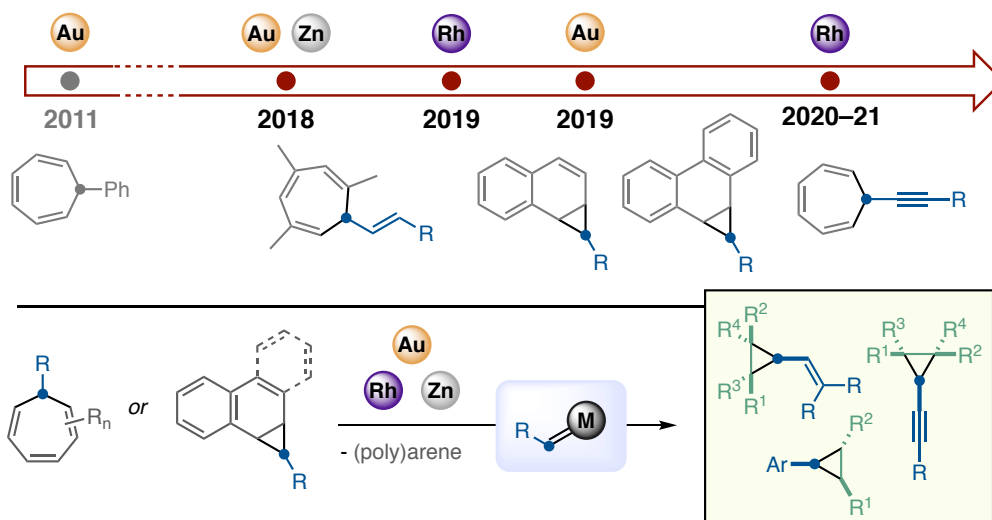 Au Au Zn Rh Au Rh
2011 2018 2019 2019 2020–21
Ph
R
R
R
R
R
R
n
or
R
Au
Rh Zn
- (poly)arene
R M
R² R⁴
R³ R¹
R
R
R³ R⁴
R¹ R²
R
Ar
R²
R¹